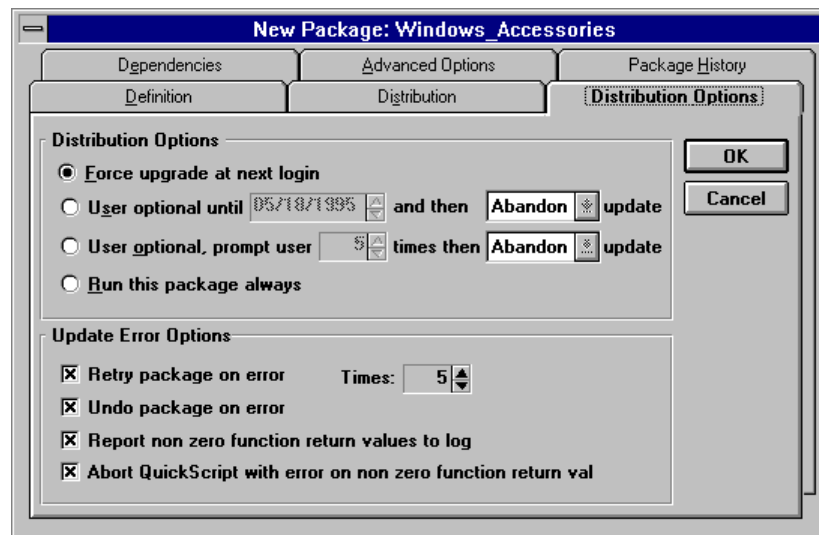 New Package: Windows_Accessories
Dependencies Advanced Options Package History
Definition Distribution Distribution Options
Distribution Options
Force upgrade at next login
User optional until 05/18/1995 and then Abandon update
User optional, prompt user 5 times then Abandon update
Run this package always
OK
Cancel
Update Error Options
Retry package on error Times: 5
Undo package on error
Report non zero function return values to log
Abort QuickScript with error on non zero function return val